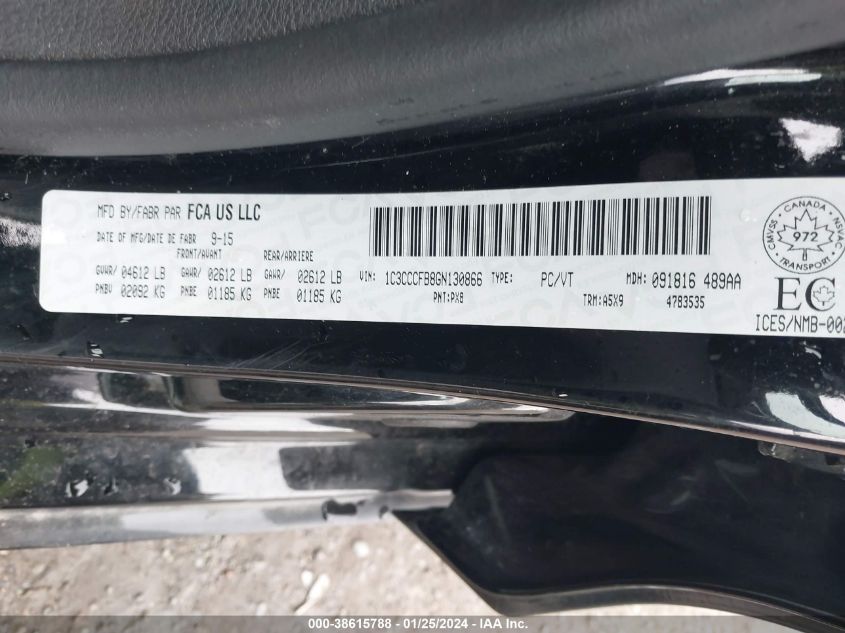 MFD BY/FABR PAR FCA US LLC
DATE OF MFG/DATE DE FABR 9-15
FRONT/AVANT REAR/ARRIERE
GVWR/ 04612 LB GAWR/ 02612 LB GAWR/ 02612 LB
PNBV 02092 KG PNBE 01185 KG PNBE 01185 KG
VIN: 1C3CCCFB8GN130866 TYPE: PC/VT MDH: 091816 489AA
PNT: PX8 TRM: A5X9 4783535
CANADA
CMVSS 972 NSVAC
EC
ICES/NMB-002
000-38615788 - 01/25/2024 - IAAI.com